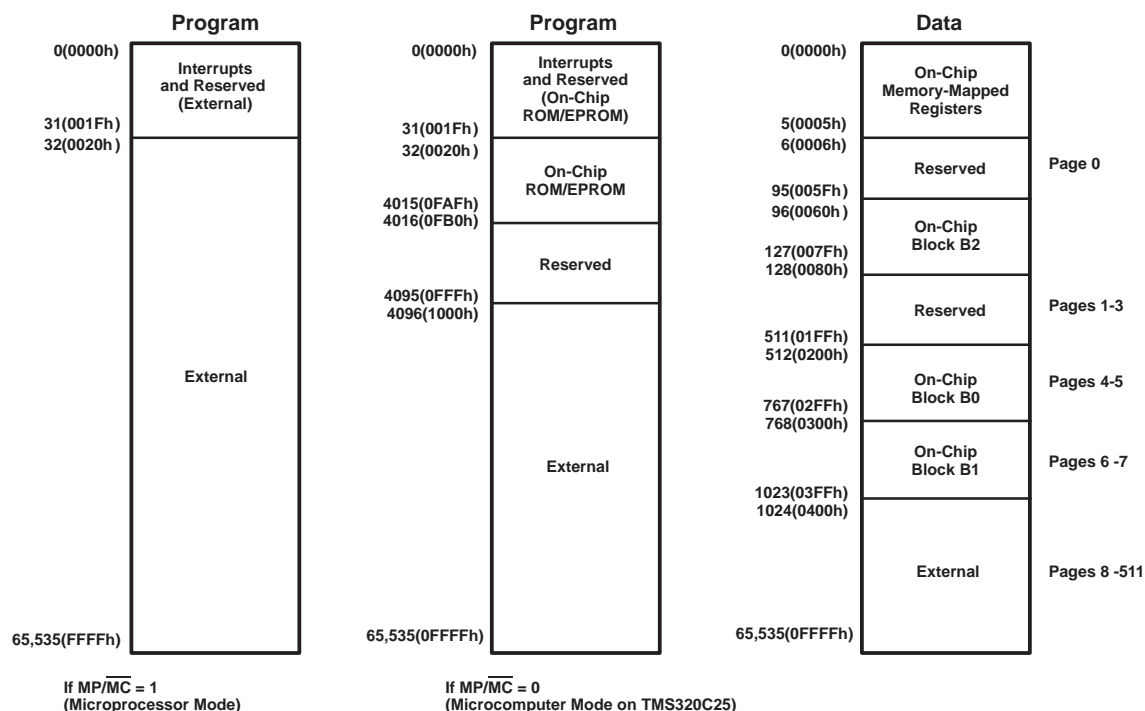 Program
0(0000h)
Interrupts
and Reserved
(External)
31(001Fh)
32(0020h)
External
65,535(FFFFh)
If MP/MC = 1
(Microprocessor Mode)
Program
0(0000h)
Interrupts
and Reserved
(On-Chip
ROM/EPROM)
31(001Fh)
32(0020h)
On-Chip
ROM/EPROM
4015(0FAFh)
4016(0FB0h)
Reserved
4095(0FFFh)
4096(1000h)
External
65,535(0FFFFh)
If MP/MC = 0
(Microcomputer Mode on TMS320C25)
Data
0(0000h)
On-Chip
Memory-Mapped
Registers
5(0005h)
6(0006h)
Reserved
Page 0
95(005Fh)
96(0060h)
On-Chip
Block B2
127(007Fh)
128(0080h)
Reserved
Pages 1-3
511(01FFh)
512(0200h)
On-Chip
Block B0
Pages 4-5
767(02FFh)
768(0300h)
On-Chip
Block B1
Pages 6 -7
1023(03FFh)
1024(0400h)
External
Pages 8 -511
65,535(0FFFFh)